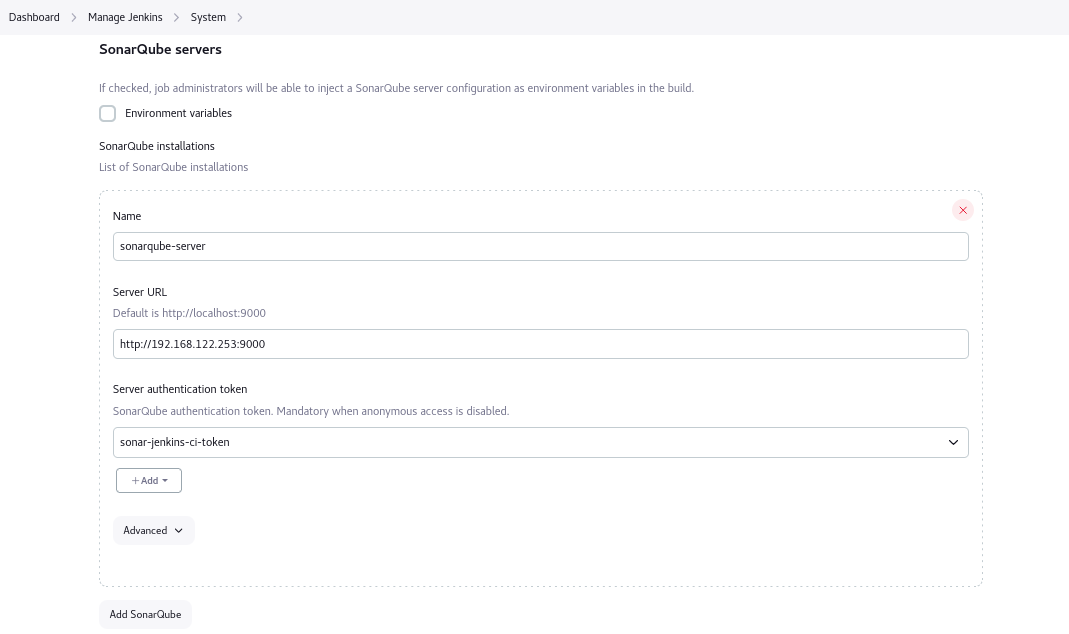 Dashboard > Manage Jenkins > System >
SonarQube servers
If checked, job administrators will be able to inject a SonarQube server configuration as environment variables in the build.
Environment variables
SonarQube installations
List of SonarQube installations
Name
sonarqube-server
Server URL
Default is http://localhost:9000
http://192.168.122.253:9000
Server authentication token
SonarQube authentication token. Mandatory when anonymous access is disabled.
sonar-jenkins-ci-token
+ Add
Advanced
Add SonarQube